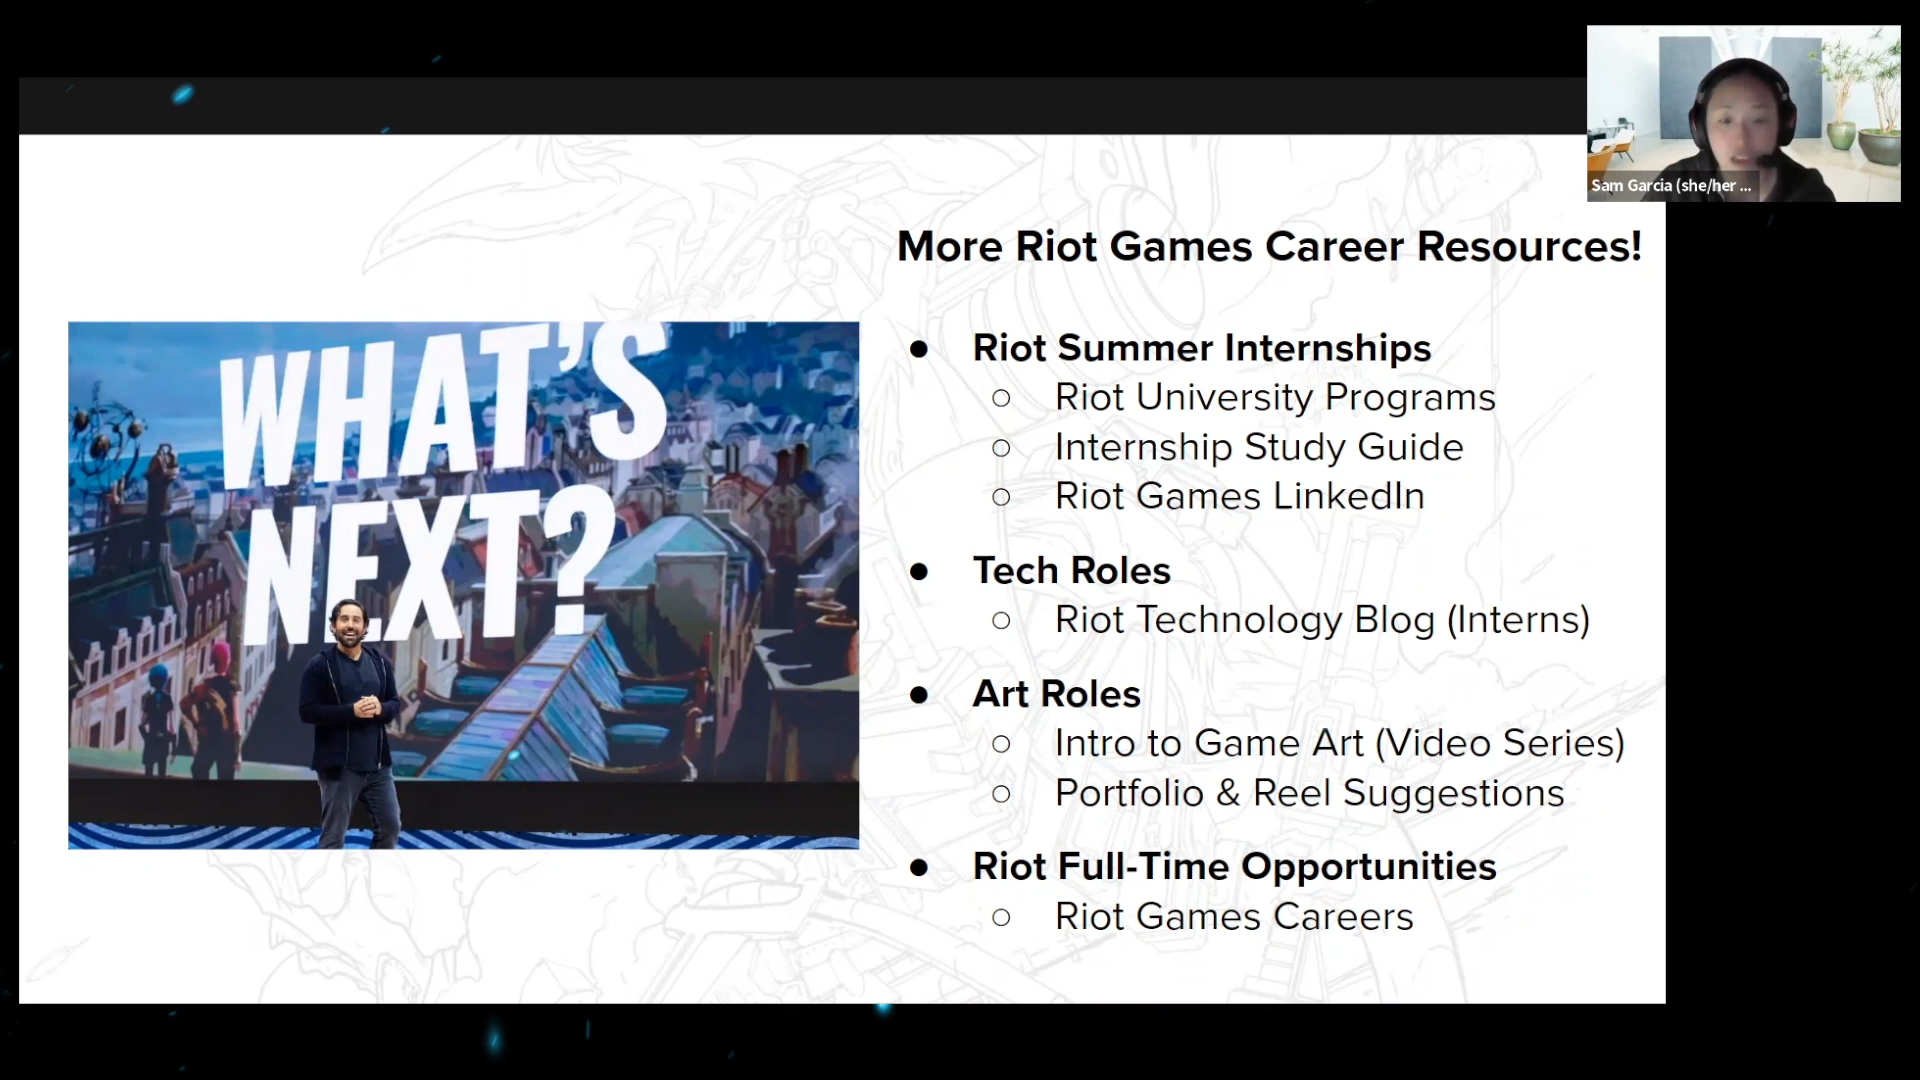 Sam Garcia (she/her ...
More Riot Games Career Resources!
WHAT'S
NEXT?
● Riot Summer Internships
○ Riot University Programs
○ Internship Study Guide
○ Riot Games LinkedIn
● Tech Roles
○ Riot Technology Blog (Interns)
● Art Roles
○ Intro to Game Art (Video Series)
○ Portfolio & Reel Suggestions
● Riot Full-Time Opportunities
○ Riot Games Careers